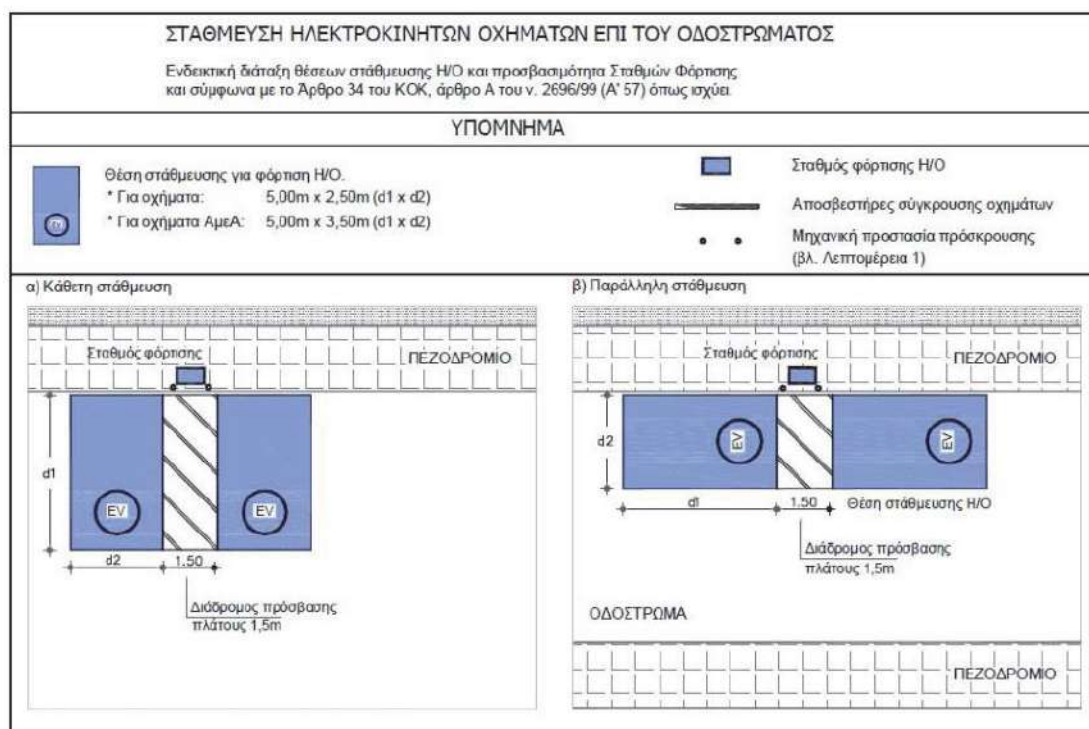 ΣΤΑΘΜΕΥΣΗ ΗΛΕΚΤΡΟΚΙΝΗΤΩΝ ΟΧΗΜΑΤΩΝ ΕΠΙ ΤΟΥ ΟΔΟΣΤΡΩΜΑΤΟΣ
Ενδεικτική διάταξη θέσεων στάθμευσης Η/Ο και προσβασιμότητα Σταθμών Φόρτισης
και σύμφωνα με το Άρθρο 34 του ΚΟΚ, άρθρο Α του ν. 2696/99 (Α' 57) όπως ισχύει
ΥΠΟΜΝΗΜΑ
Θέση στάθμευσης για φόρτιση Η/Ο.
* Για οχήματα: 5,00m x 2,50m (d1 x d2)
* Για οχήματα ΑμεΑ: 5,00m x 3,50m (d1 x d2)
EV
Σταθμός φόρτισης Η/Ο
Αποσβεστήρες σύγκρουσης οχημάτων
Μηχανική προστασία πρόσκρουσης
(βλ. Λεπτομέρεια 1)
α) Κάθετη στάθμευση
Σταθμός φόρτισης
ΠΕΖΟΔΡΟΜΙΟ
d1
EV
EV
d2
1.50
Διάδρομος πρόσβασης
πλάτους 1,5m
β) Παράλληλη στάθμευση
Σταθμός φόρτισης
ΠΕΖΟΔΡΟΜΙΟ
d2
EV
EV
d1
1.50
Θέση στάθμευσης Η/Ο
Διάδρομος πρόσβασης
πλάτους 1,5m
ΟΔΟΣΤΡΩΜΑ
ΠΕΖΟΔΡΟΜΙΟ